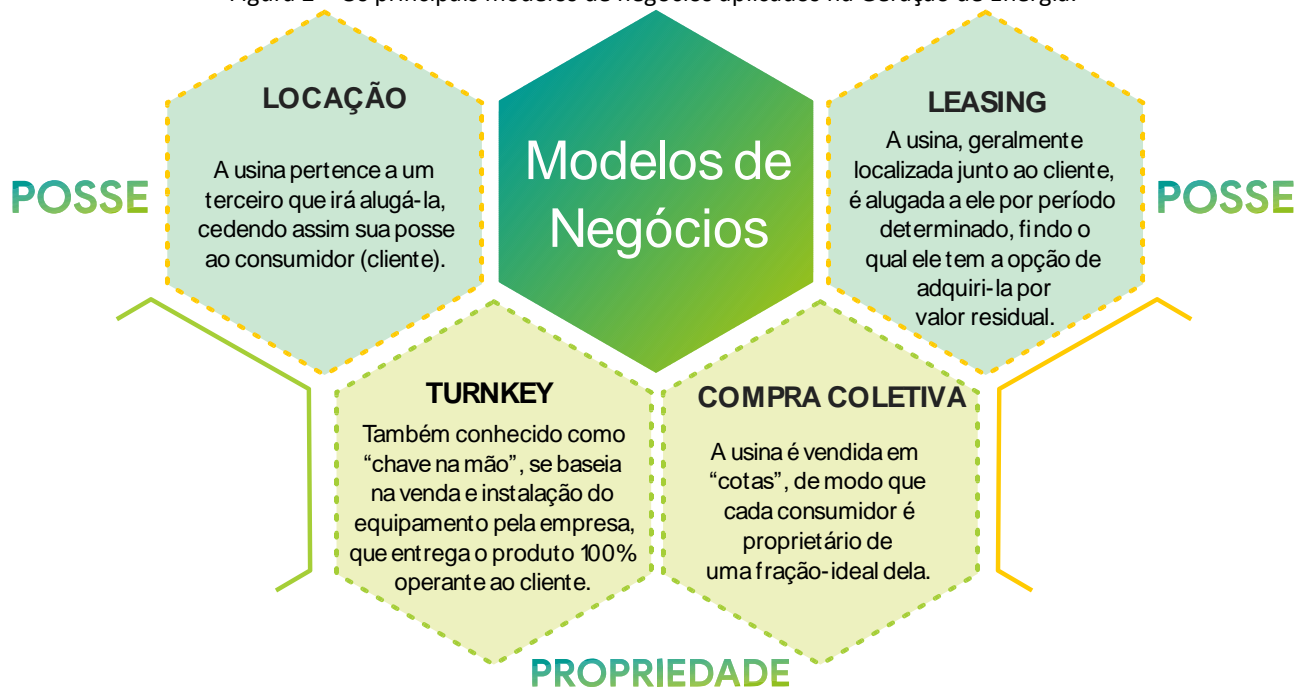 LOCAÇÃO
A usina pertence a um
terceiro que irá alugá-la,
cedendo assim sua posse
ao consumidor (cliente).
POSSE
Modelos de
Negócios
LEASING
A usina, geralmente
localizada junto ao cliente,
é alugada a ele por período
determinado, findo o
qual ele tem a opção de
adquiri-la por
valor residual.
POSSE
TURNKEY
Também conhecido como
“chave na mão”, se baseia
na venda e instalação do
equipamento pela empresa,
que entrega o produto 100%
operante ao cliente.
COMPRA COLETIVA
A usina é vendida em
“cotas”, de modo que
cada consumidor é
proprietário de
uma fração-ideal dela.
PROPRIEDADE